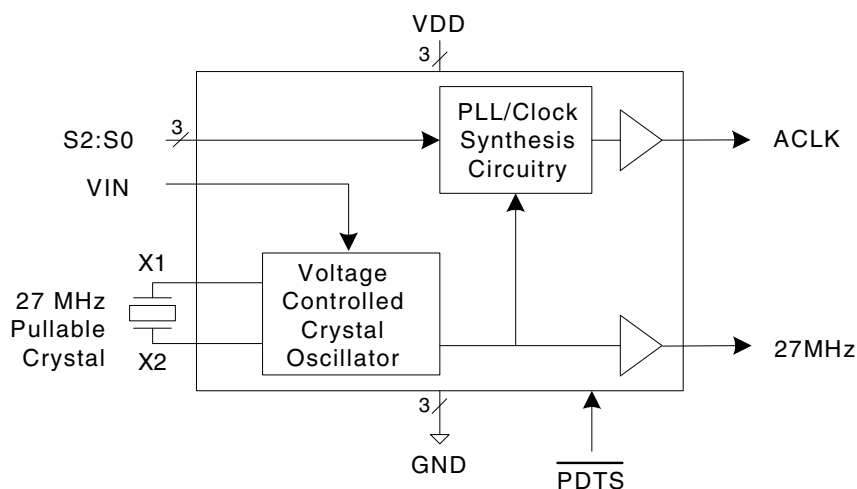 VDD
3
S2:S0
3
PLL/Clock
Synthesis
Circuitry
ACLK
VIN
X1
27 MHz
Pullable
Crystal
X2
Voltage
Controlled
Crystal
Oscillator
27MHz
3
GND
PDTS